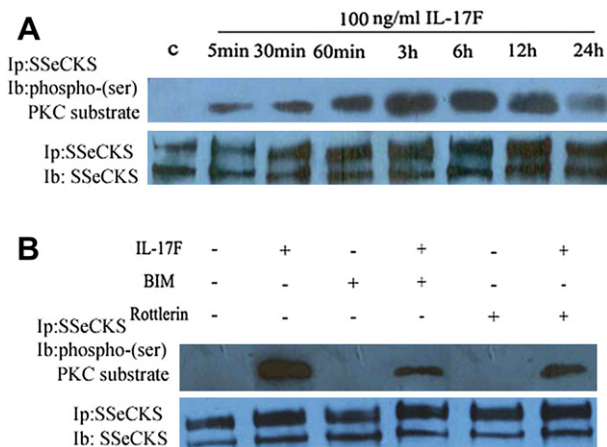 A
100 ng/ml IL-17F
c 5min 30min 60min 3h 6h 12h 24h
Ip:SSeCKS
Ib:phospho-(ser)
PKC substrate
Ip:SSeCKS
Ib: SSeCKS
B
IL-17F - + - + - +
BIM - - + + - -
Rottlerin - - - - + +
Ip:SSeCKS
Ib:phospho-(ser)
PKC substrate
Ip:SSeCKS
Ib: SSeCKS